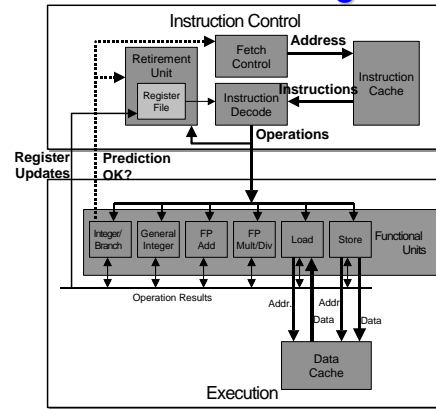 Instruction Control
Address
Fetch
Control
Retirement
Unit
Register
File
Instruction
Decode
Instructions
Instruction
Cache
Operations
Register
Updates
Prediction
OK?
Integer/
Branch
General
Integer
FP
Add
FP
Mult/Div
Load
Store
Functional
Units
Operation Results
Addr.
Addr.
Data
Data
Data
Cache
Execution